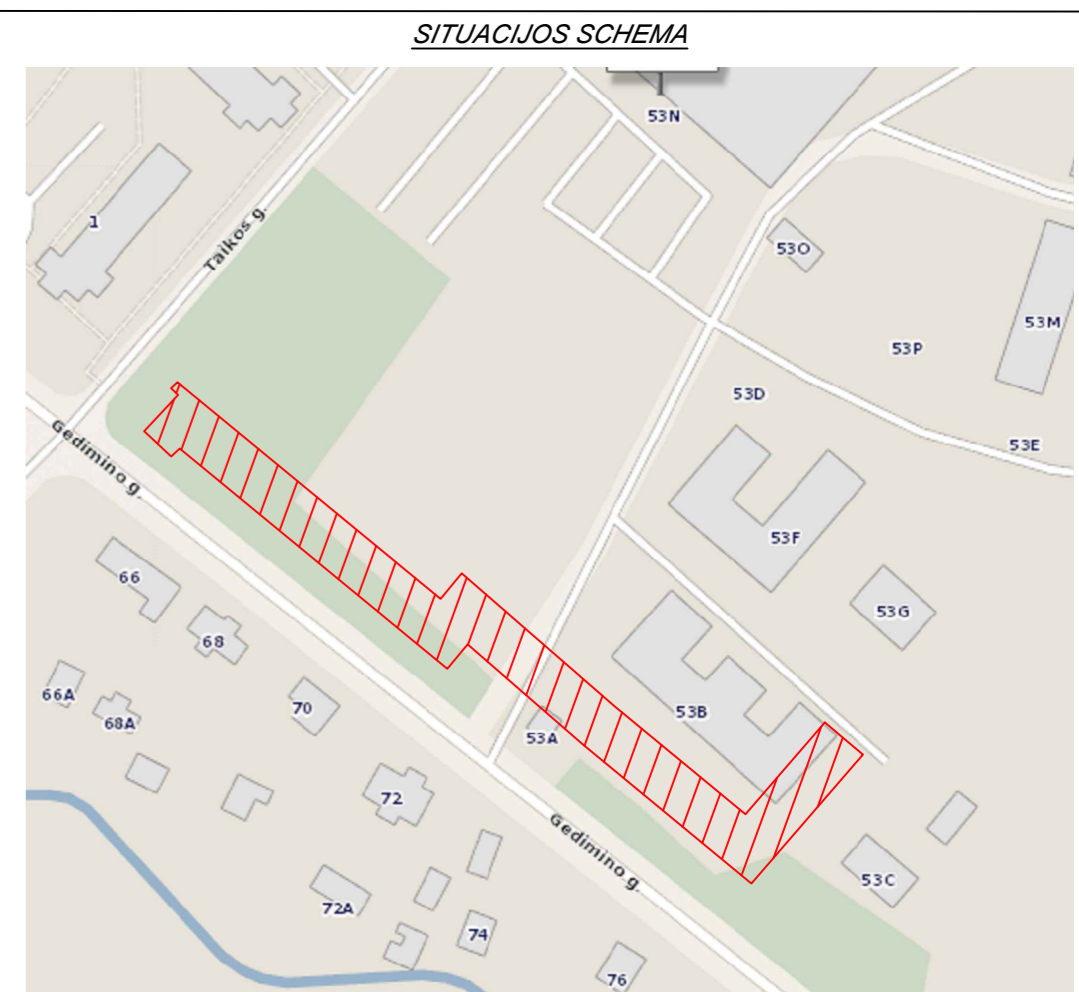 SITUACIJOS SCHEMA
53N
1
Taikos g.
53O
53M
53P
53D
Gedimino g.
53E
53F
66
53G
68
66A
68A
70
53B
53A
72
Gedimino g.
53C
72A
74
76